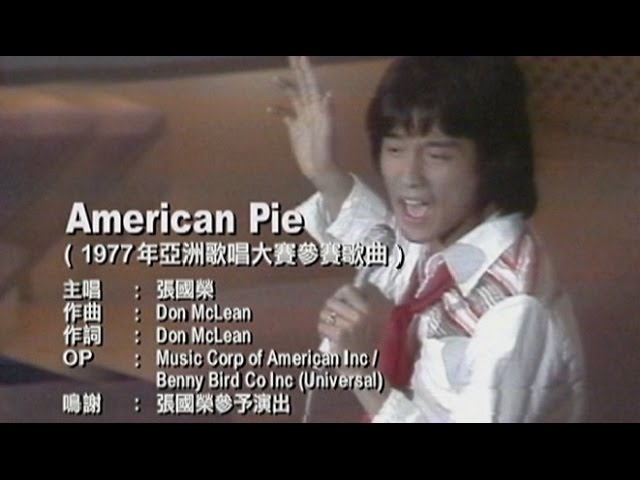 American Pie
( 1977年亞洲歌唱大賽參賽歌曲 )
主唱 : 張國榮
作曲 : Don McLean
作詞 : Don McLean
OP : Music Corp of American Inc /
Benny Bird Co Inc (Universal)
鳴謝 : 張國榮參予演出